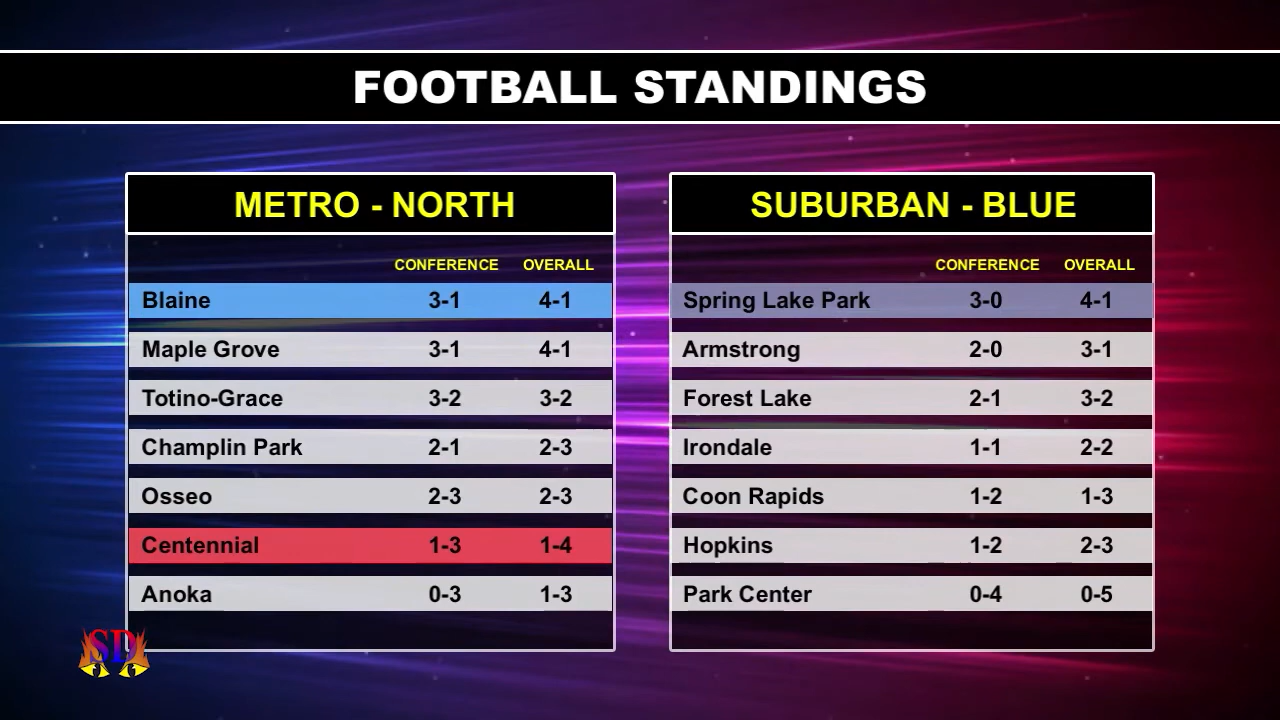 FOOTBALL STANDINGS
METRO - NORTH
CONFERENCE OVERALL
Blaine 3-1 4-1
Maple Grove 3-1 4-1
Totino-Grace 3-2 3-2
Champlin Park 2-1 2-3
Osseo 2-3 2-3
Centennial 1-3 1-4
Anoka 0-3 1-3
SUBURBAN - BLUE
CONFERENCE OVERALL
Spring Lake Park 3-0 4-1
Armstrong 2-0 3-1
Forest Lake 2-1 3-2
Irondale 1-1 2-2
Coon Rapids 1-2 1-3
Hopkins 1-2 2-3
Park Center 0-4 0-5
SD